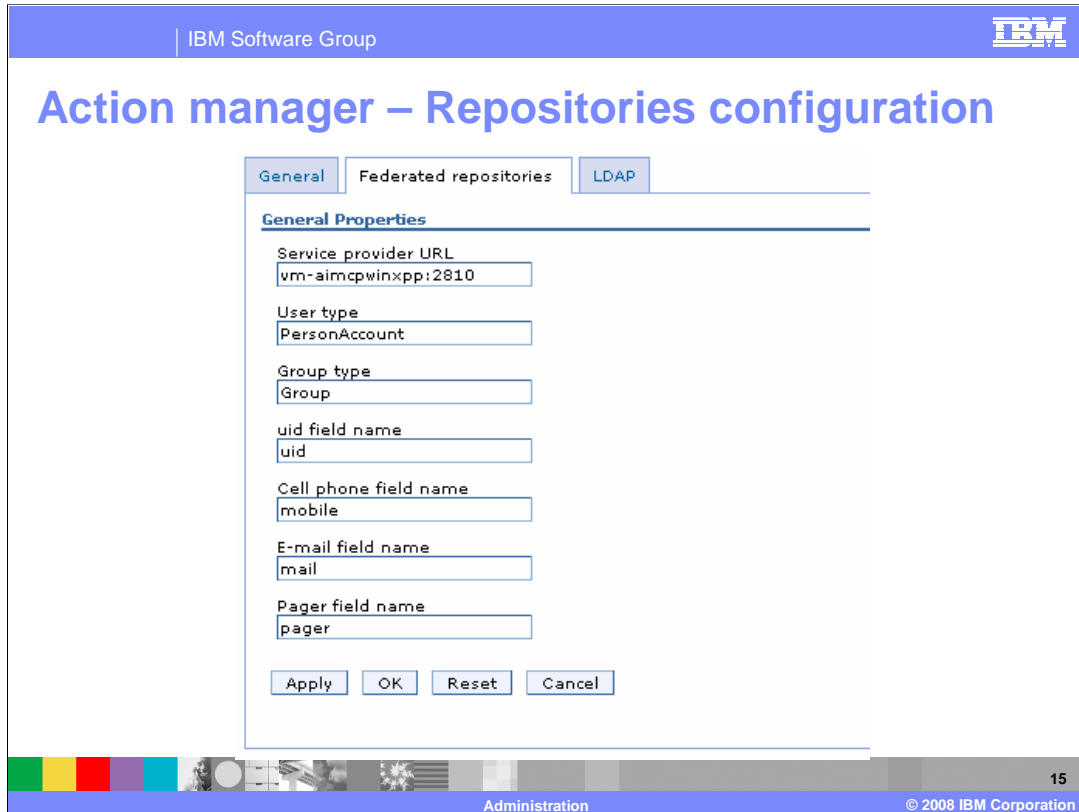 IBM Software Group
IBM
Action manager – Repositories configuration
General Federated repositories LDAP
General Properties
Service provider URL
vm-aimcpwinxpp:2810
User type
PersonAccount
Group type
Group
uid field name
uid
Cell phone field name
mobile
E-mail field name
mail
Pager field name
pager
Apply OK Reset Cancel
15
Administration
© 2008 IBM Corporation